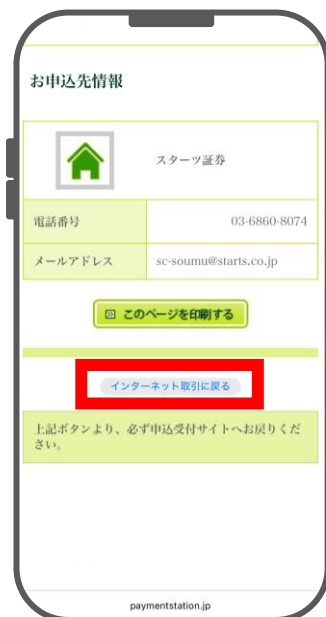 お申込先情報
スターツ証券
電話番号
03-6860-8074
メールアドレス
sc-soumu@starts.co.jp
このページを印刷する
インターネット取引に戻る
上記ボタンより、必ず申込受付サイトへお戻りくだ
さい。
paymentstation.jp